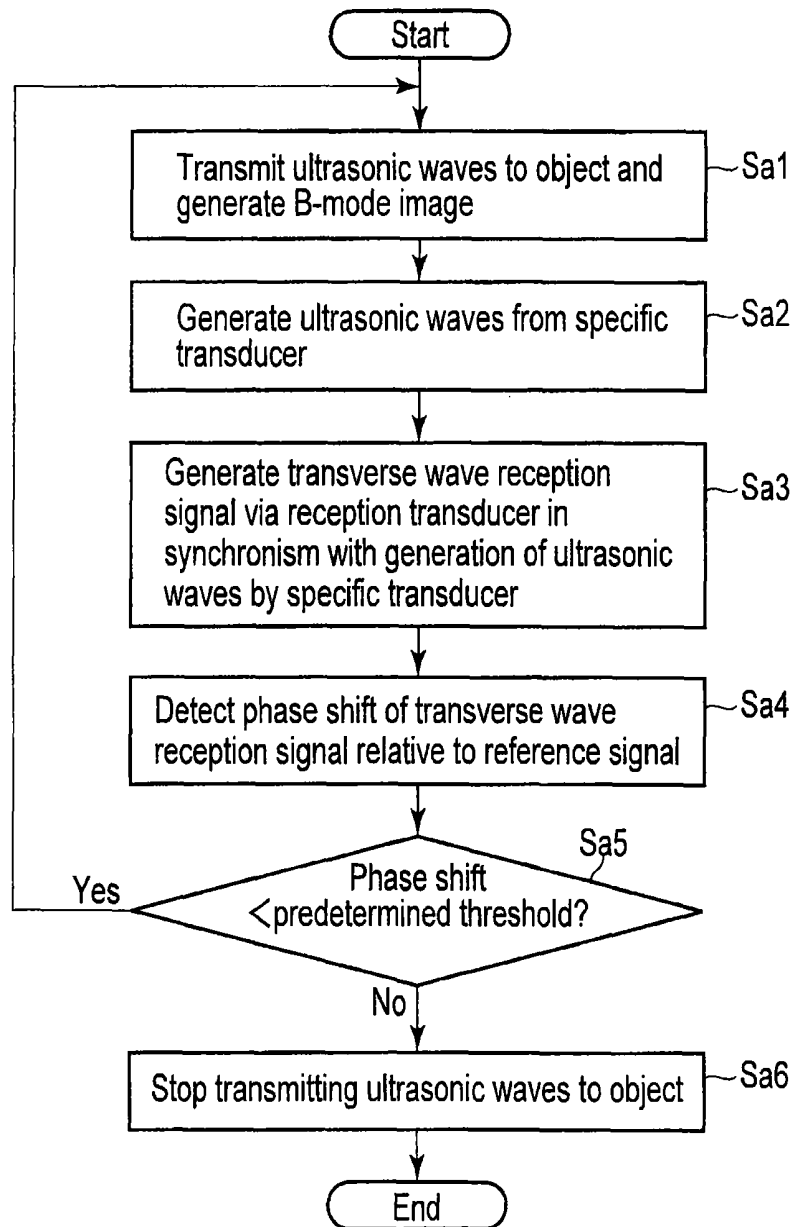 Start
Transmit ultrasonic waves to object and
generate B-mode image
Sa1
Generate ultrasonic waves from specific
transducer
Sa2
Generate transverse wave reception
signal via reception transducer in
synchronism with generation of ultrasonic
waves by specific transducer
Sa3
Detect phase shift of transverse wave
reception signal relative to reference signal
Sa4
Sa5
Phase shift
<predetermined threshold?
Yes
No
Stop transmitting ultrasonic waves to object
Sa6
End